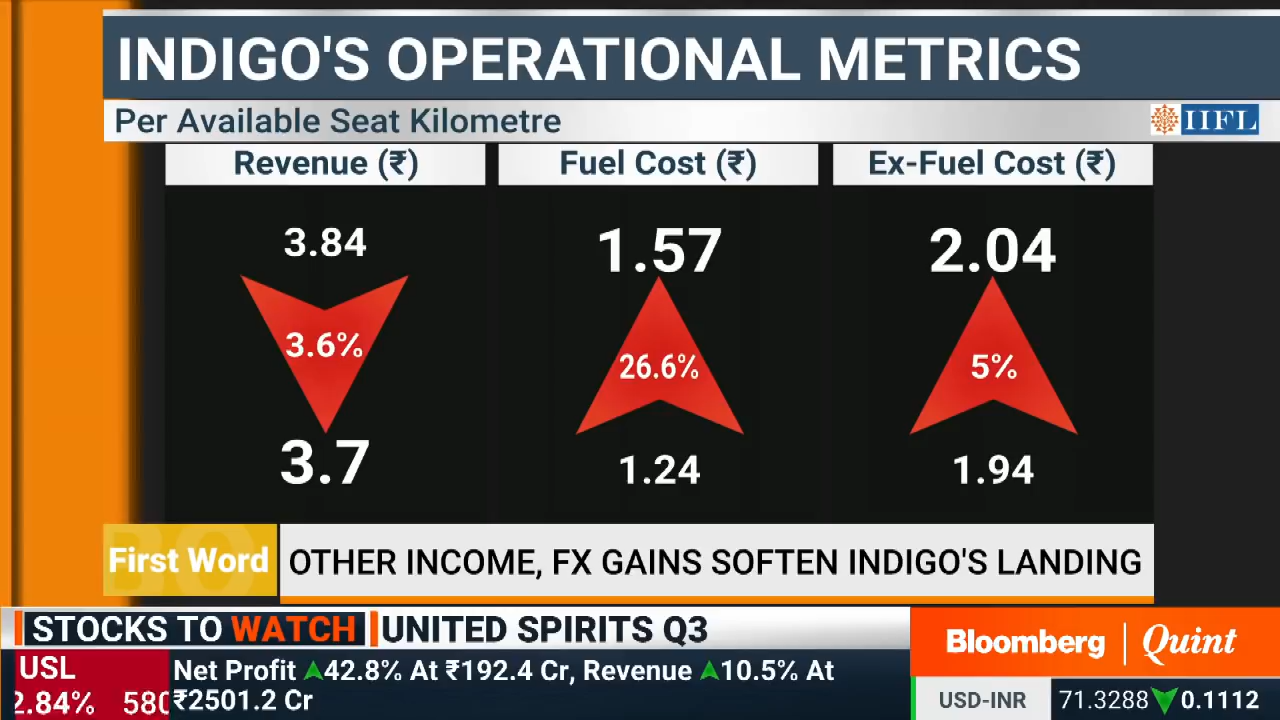 INDIGO'S OPERATIONAL METRICS
Per Available Seat Kilometre
IIFL
Revenue (₹)
Fuel Cost (₹)
Ex-Fuel Cost (₹)
3.84
3.6%
3.7
1.57
26.6%
1.24
2.04
5%
1.94
First Word
OTHER INCOME, FX GAINS SOFTEN INDIGO'S LANDING
STOCKS TO WATCH
UNITED SPIRITS Q3
USL
2.84% 580
Net Profit ▲42.8% At ₹192.4 Cr, Revenue ▲10.5% At
₹2501.2 Cr
Bloomberg | Quint
USD-INR 71.3288 ▼ 0.1112